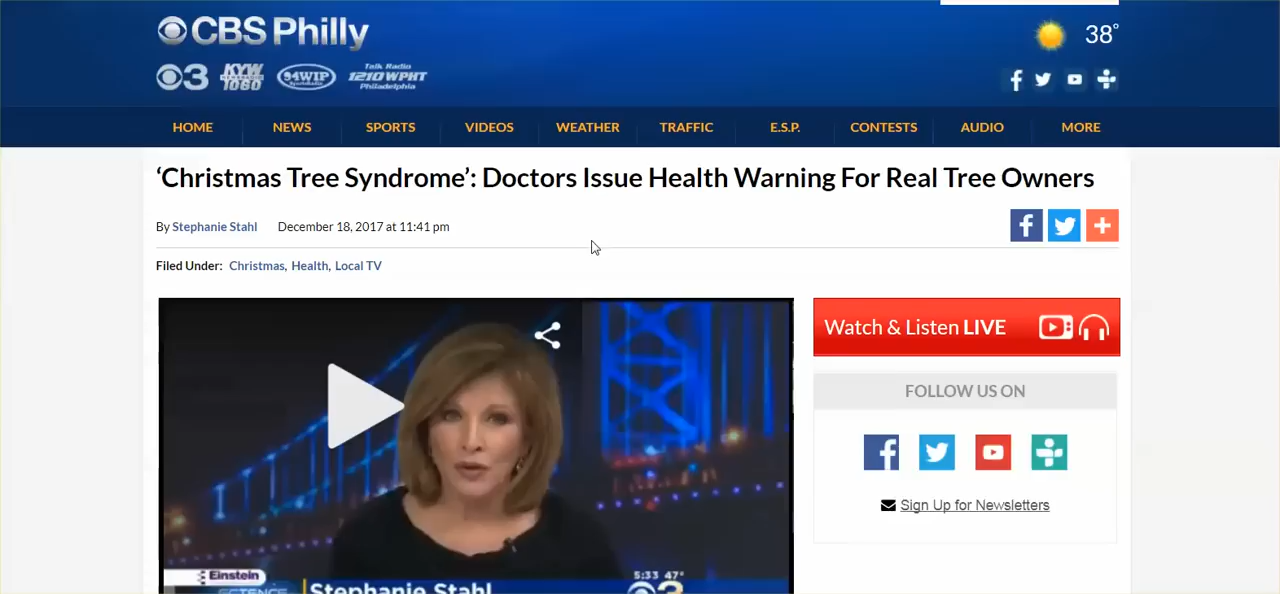 CBS Philly
38°
3
KYW
1060
94WIP
Talk Radio
1210 WPHT
Philadelphia
HOME
NEWS
SPORTS
VIDEOS
WEATHER
TRAFFIC
E.S.P.
CONTESTS
AUDIO
MORE
‘Christmas Tree Syndrome’: Doctors Issue Health Warning For Real Tree Owners
By Stephanie Stahl December 18, 2017 at 11:41 pm
Filed Under: Christmas, Health, Local TV
Watch & Listen LIVE
FOLLOW US ON
Sign Up for Newsletters
Einstein
Stephanie Stahl
5:33 47°
3